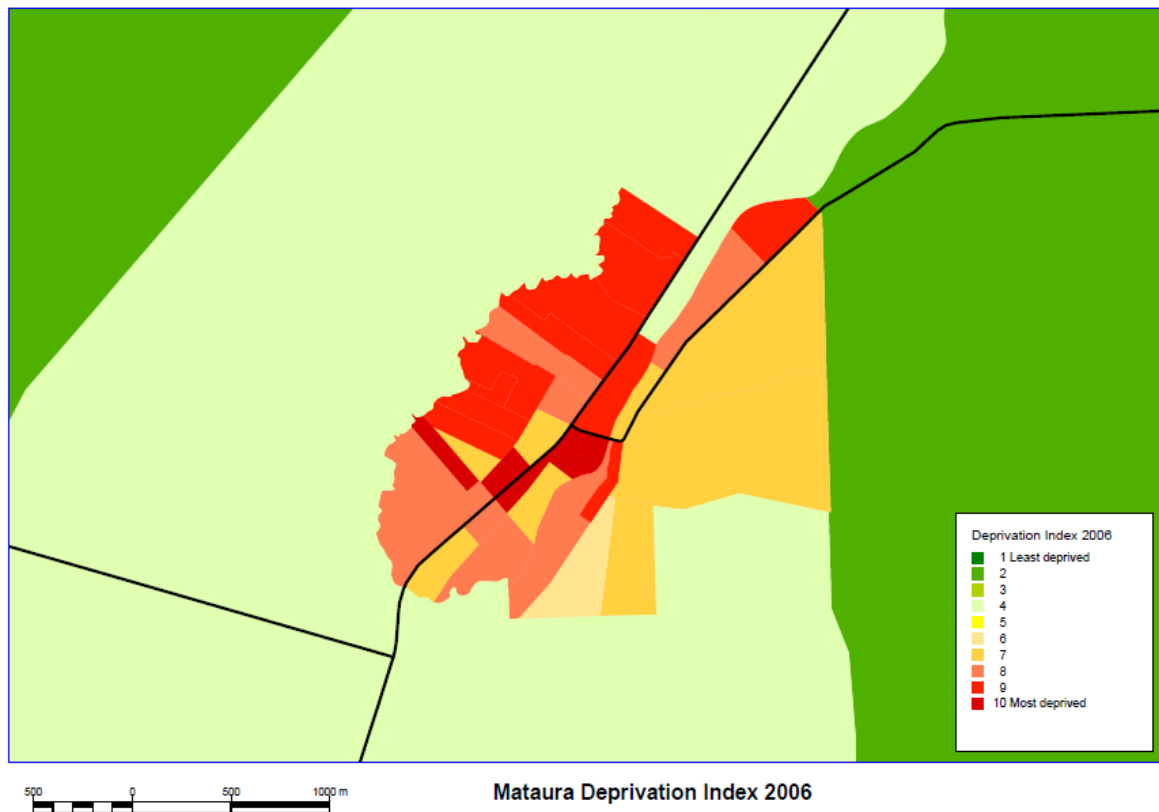 Deprivation Index 2006
1 Least deprived
2
3
4
5
6
7
8
9
10 Most deprived
500 0 500 1000 m
Mataura Deprivation Index 2006